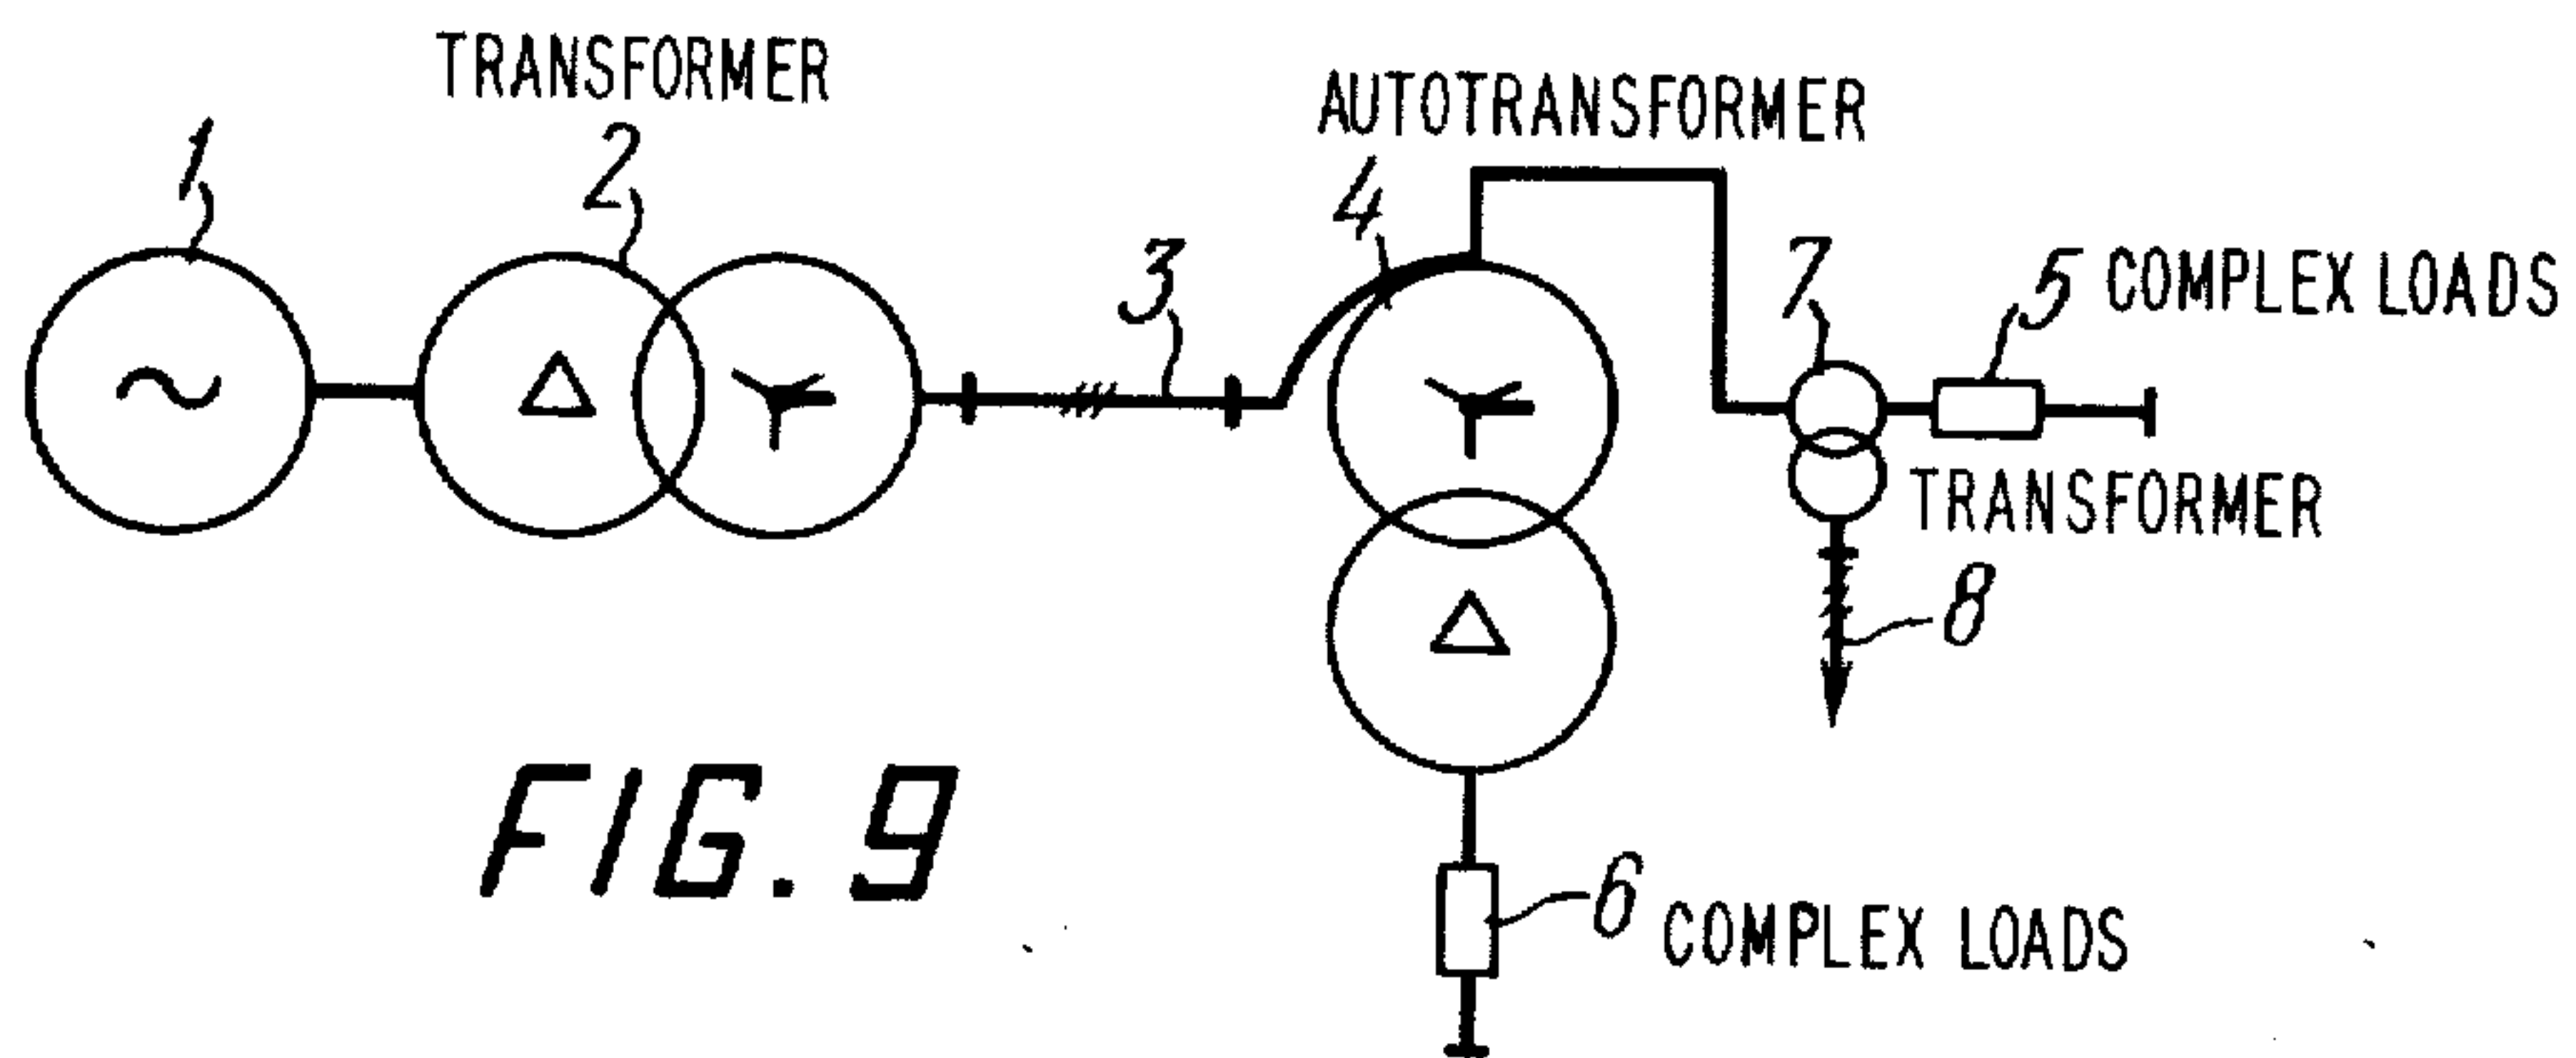 TRANSFORMER
AUTOTRANSFORMER
1
2
3
4
7
5 COMPLEX LOADS
TRANSFORMER
8
6 COMPLEX LOADS
FIG. 9